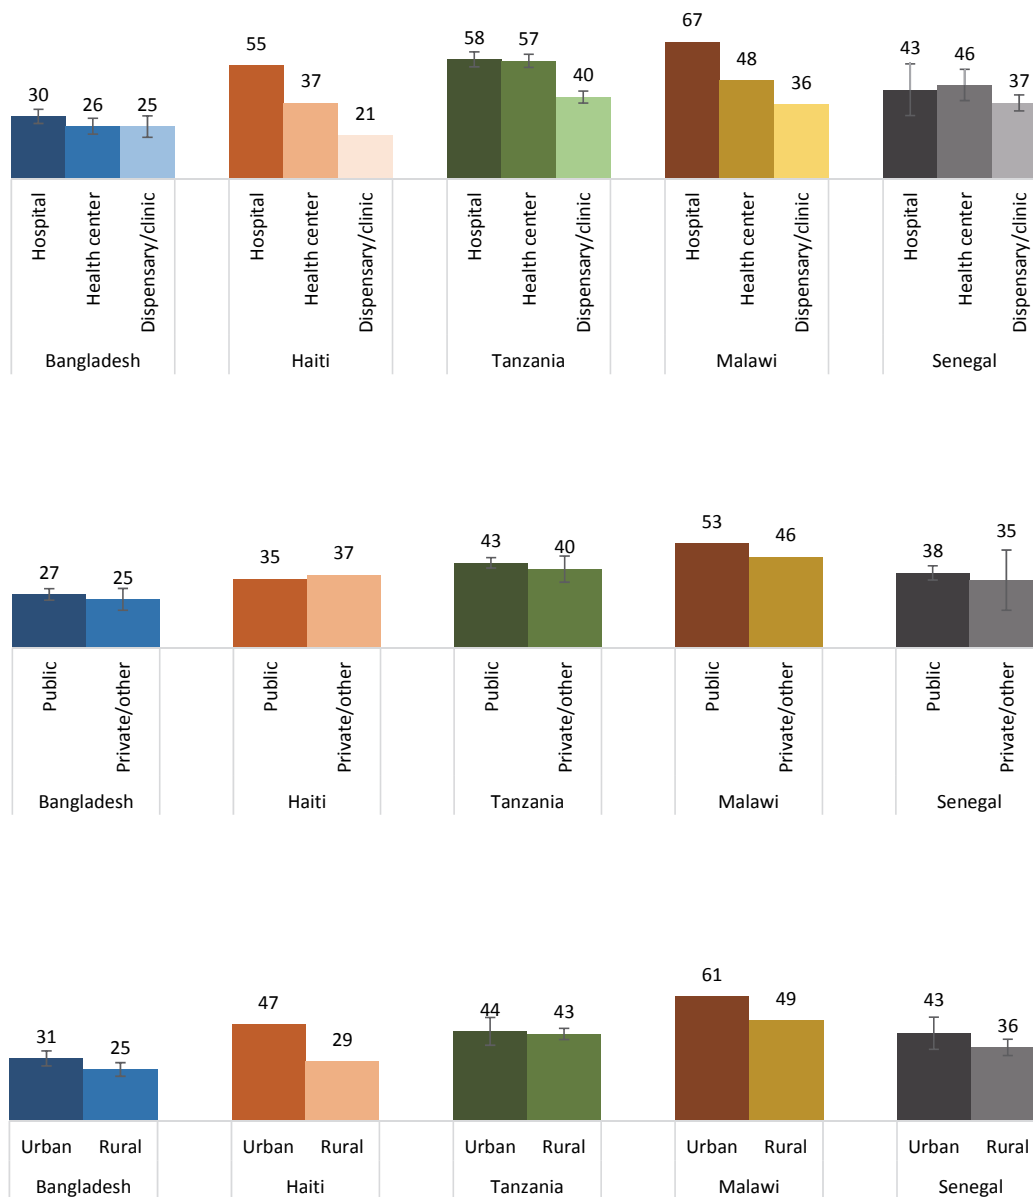 30 26 25 55 37 21 58 57 40 67 48 36 43 46 37
Hospital Health center Dispensary/clinic Hospital Health center Dispensary/clinic Hospital Health center Dispensary/clinic Hospital Health center Dispensary/clinic Hospital Health center Dispensary/clinic
Bangladesh Haiti Tanzania Malawi Senegal
27 25 35 37 43 40 53 46 38 35
Public Private/other Public Private/other Public Private/other Public Private/other Public Private/other
Bangladesh Haiti Tanzania Malawi Senegal
31 25 47 29 44 43 61 49 43 36
Urban Rural Urban Rural Urban Rural Urban Rural Urban Rural
Bangladesh Haiti Tanzania Malawi Senegal